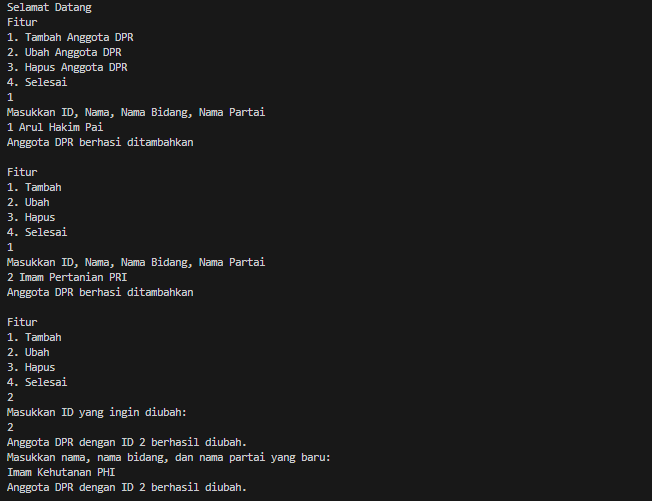 Selamat Datang
Fitur
1. Tambah Anggota DPR
2. Ubah Anggota DPR
3. Hapus Anggota DPR
4. Selesai
1
Masukkan ID, Nama, Nama Bidang, Nama Partai
1 Arul Hakim Pai
Anggota DPR berhasi ditambahkan

Fitur
1. Tambah
2. Ubah
3. Hapus
4. Selesai
1
Masukkan ID, Nama, Nama Bidang, Nama Partai
2 Imam Pertanian PRI
Anggota DPR berhasi ditambahkan

Fitur
1. Tambah
2. Ubah
3. Hapus
4. Selesai
2
Masukkan ID yang ingin diubah:
2
Anggota DPR dengan ID 2 berhasil diubah.
Masukkan nama, nama bidang, dan nama partai yang baru:
Imam Kehutanan PHI
Anggota DPR dengan ID 2 berhasil diubah.